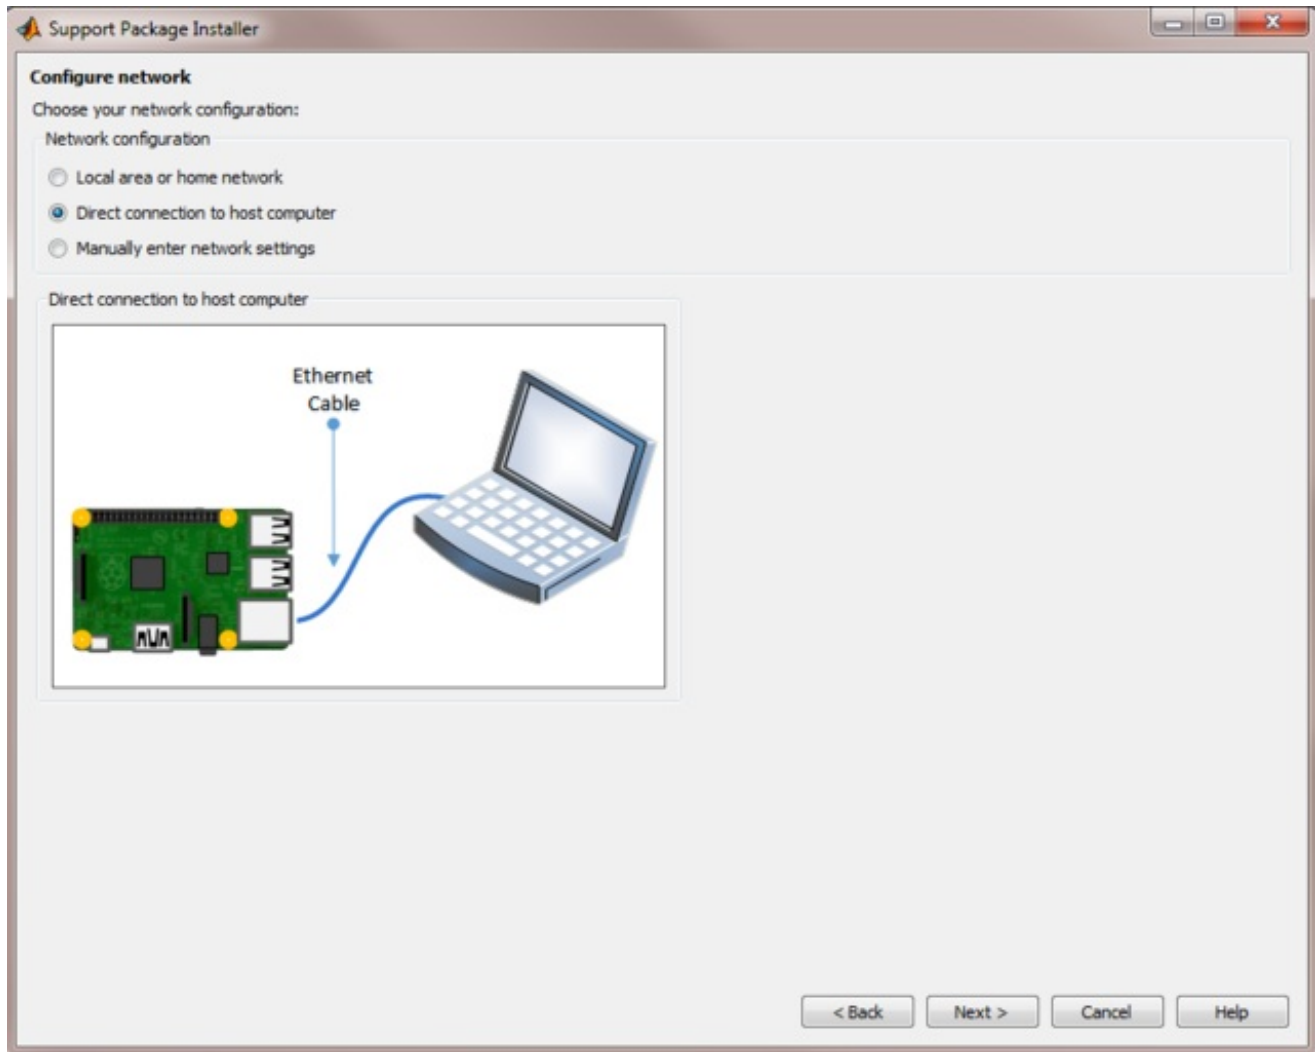 Support Package Installer
Configure network
Choose your network configuration:
Network configuration
Local area or home network
Direct connection to host computer
Manually enter network settings
Direct connection to host computer
Ethernet
Cable
< Back
Next >
Cancel
Help